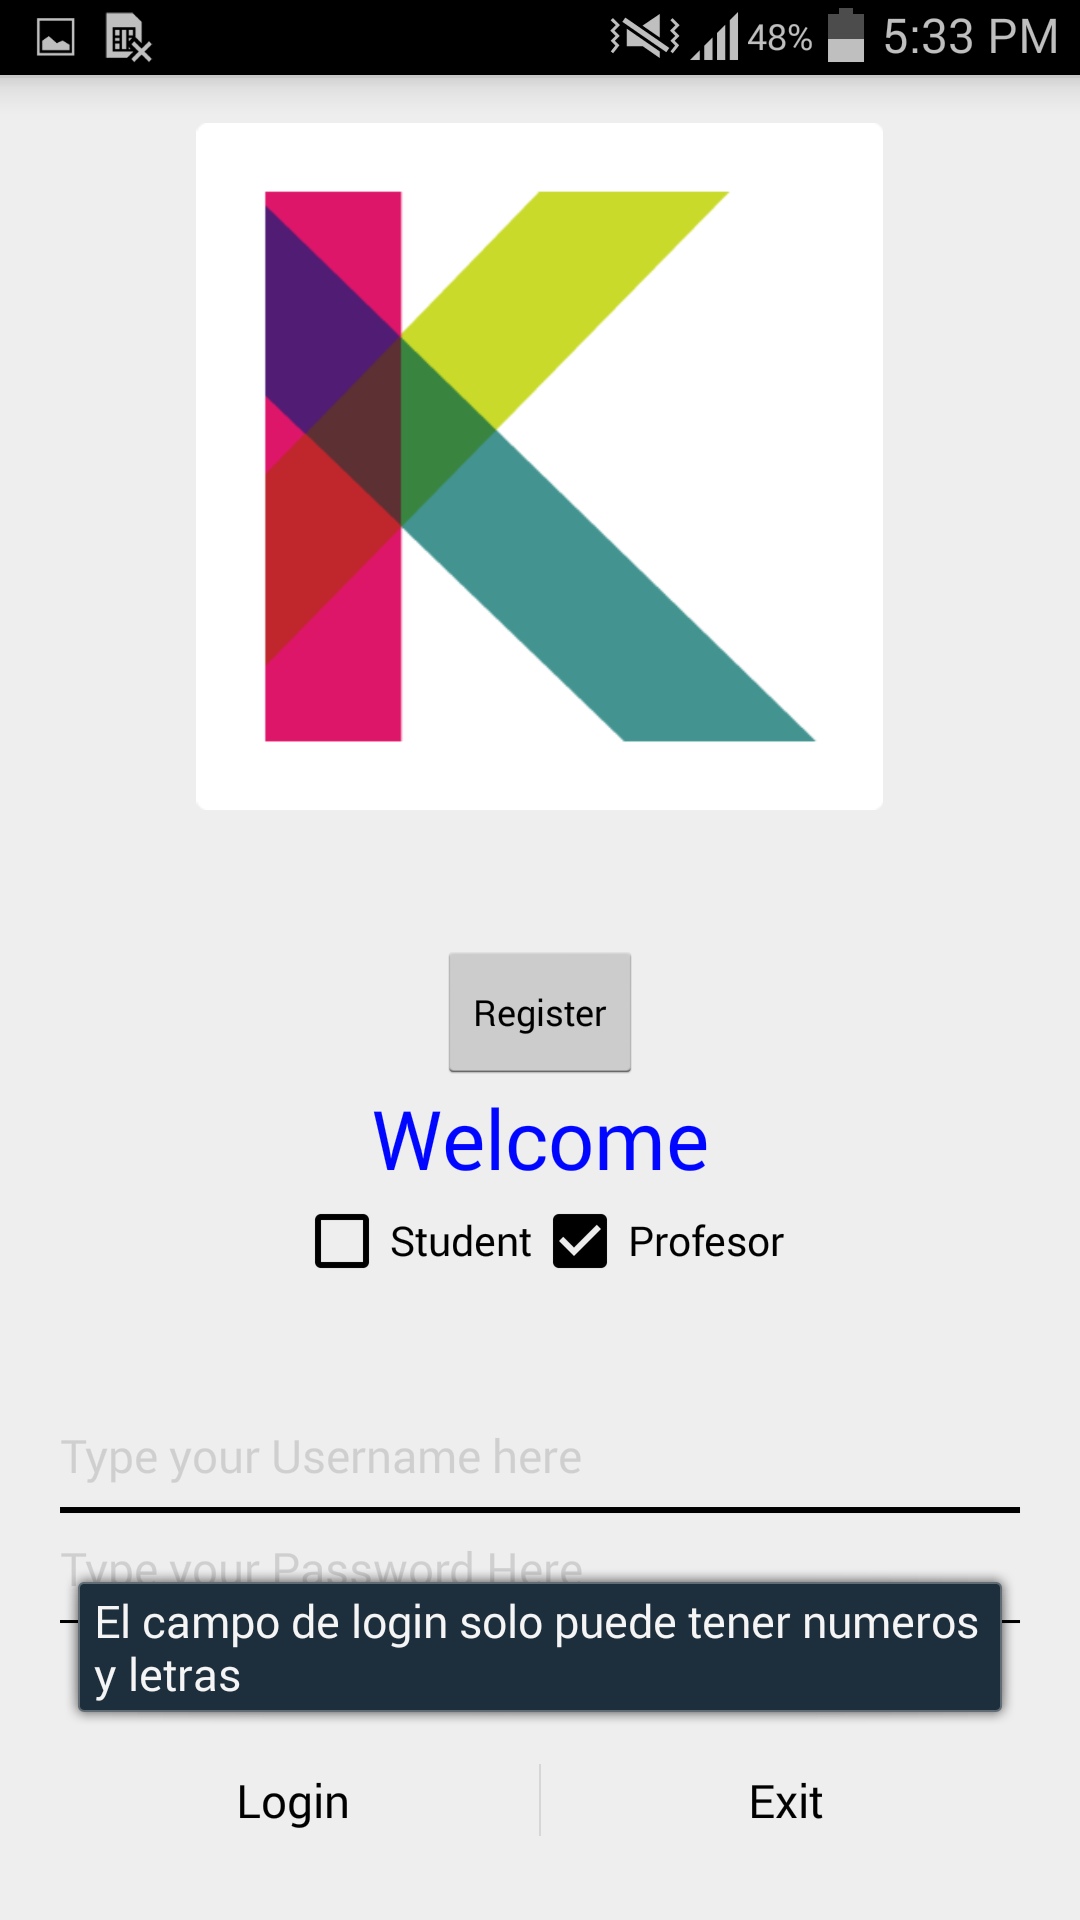 48% 5:33 PM
Register
Welcome
Student Profesor
Type your Username here
Type your Password Here
El campo de login solo puede tener numeros
y letras
Login Exit